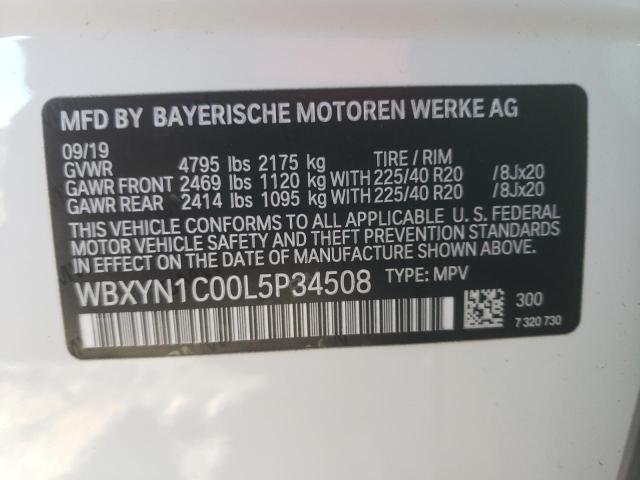 MFD BY BAYERISCHE MOTOREN WERKE AG
09/19
GVWR 4795 lbs 2175 kg TIRE / RIM
GAWR FRONT 2469 lbs 1120 kg WITH 225/40 R20 /8Jx20
GAWR REAR 2414 lbs 1095 kg WITH 225/40 R20 /8Jx20
THIS VEHICLE CONFORMS TO ALL APPLICABLE U.S. FEDERAL
MOTOR VEHICLE SAFETY AND THEFT PREVENTION STANDARDS
IN EFFECT ON THE DATE OF MANUFACTURE SHOWN ABOVE.
WBXYN1C00L5P34508 TYPE: MPV
300
7 320 730